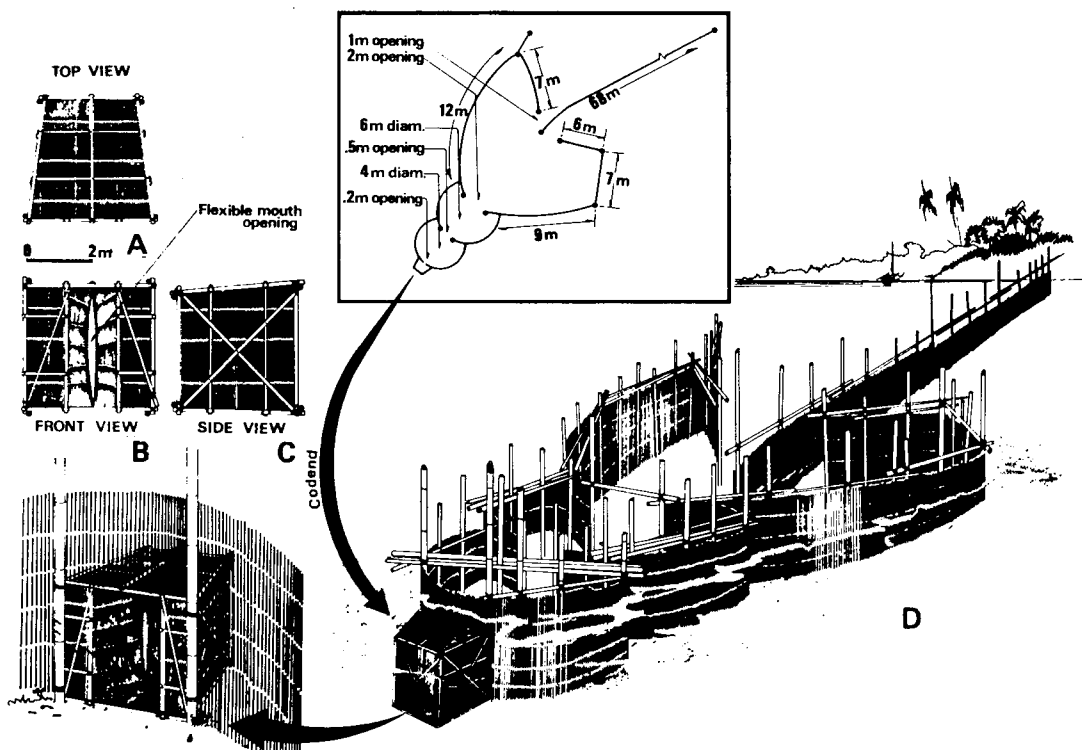 TOP VIEW
A
0 2m
Flexible mouth
opening
FRONT VIEW
B
SIDE VIEW
C
1m opening
2m opening
7m
68m
12m
6m diam.
.5m opening
4m diam.
.2m opening
6m
7m
9m
Codend
D